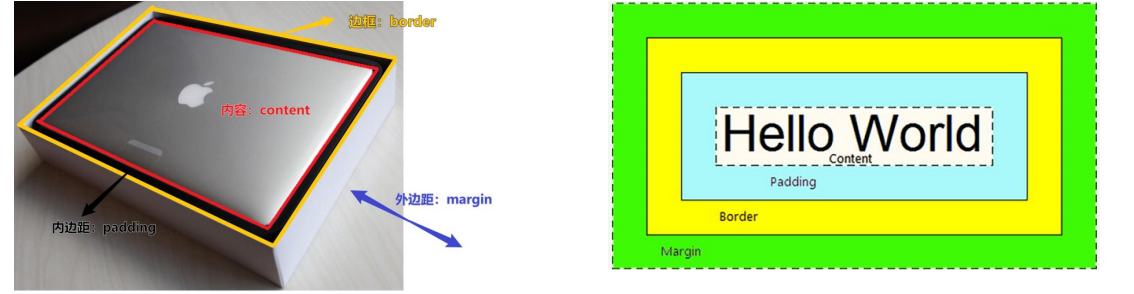 边框：border
内容：content
外边距：margin
内边距：padding
Hello World
Content
Padding
Border
Margin